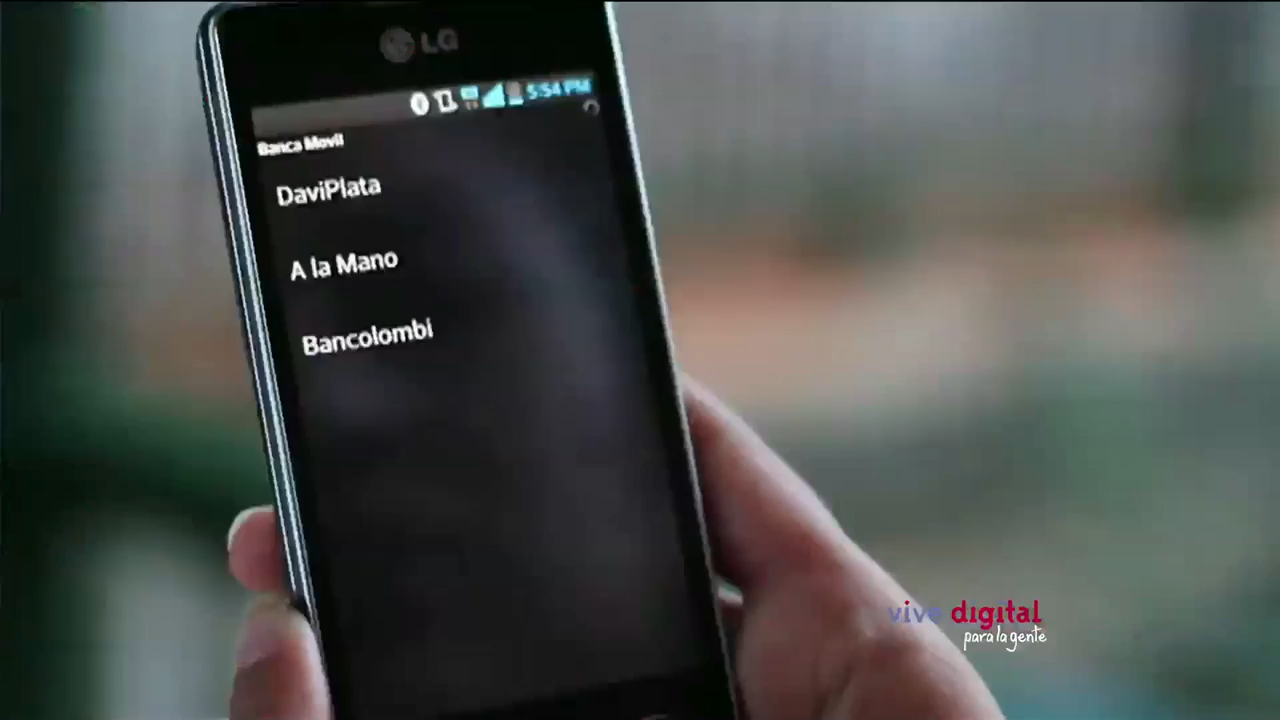 LG
5:54 PM
Banca Movil
DaviPlata
A la Mano
Bancolombi
vive digital
para la gente